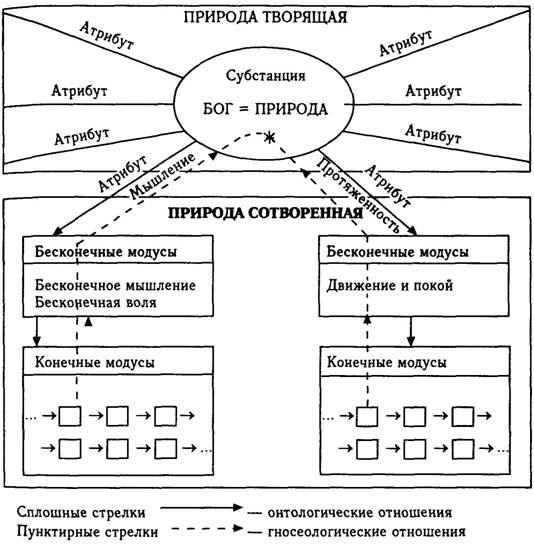 ПРИРОДА ТВОРЯЩАЯ
Атрибут
Атрибут
Субстанция
БОГ = ПРИРОДА
Атрибут
Атрибут
Атрибут
Атрибут
Атрибут
Мышление
Атрибут
Протяженность
ПРИРОДА СОТВОРЕННАЯ
Бесконечные модусы
Бесконечное мышление
Бесконечная воля
Бесконечные модусы
Движение и покой
Конечные модусы
...
...
Конечные модусы
...
...
Сплошные стрелки — онтологические отношения
Пунктирные стрелки — гносеологические отношения